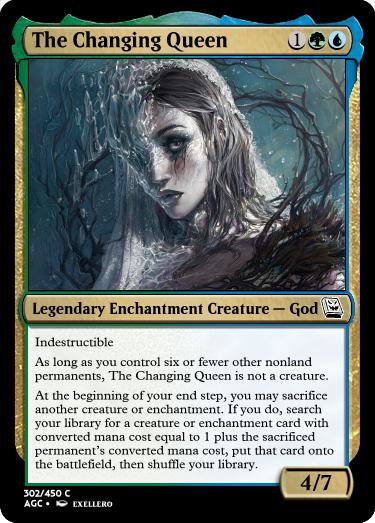 The Changing Queen 1
Legendary Enchantment Creature — God
Indestructible
As long as you control six or fewer other nonland
permanents, The Changing Queen is not a creature.
At the beginning of your end step, you may sacrifice
another creature or enchantment. If you do, search
your library for a creature or enchantment card with
converted mana cost equal to 1 plus the sacrificed
permanent's converted mana cost, put that card onto
the battlefield, then shuffle your library.
4/7
302/450 C
AGC • EXELLERO